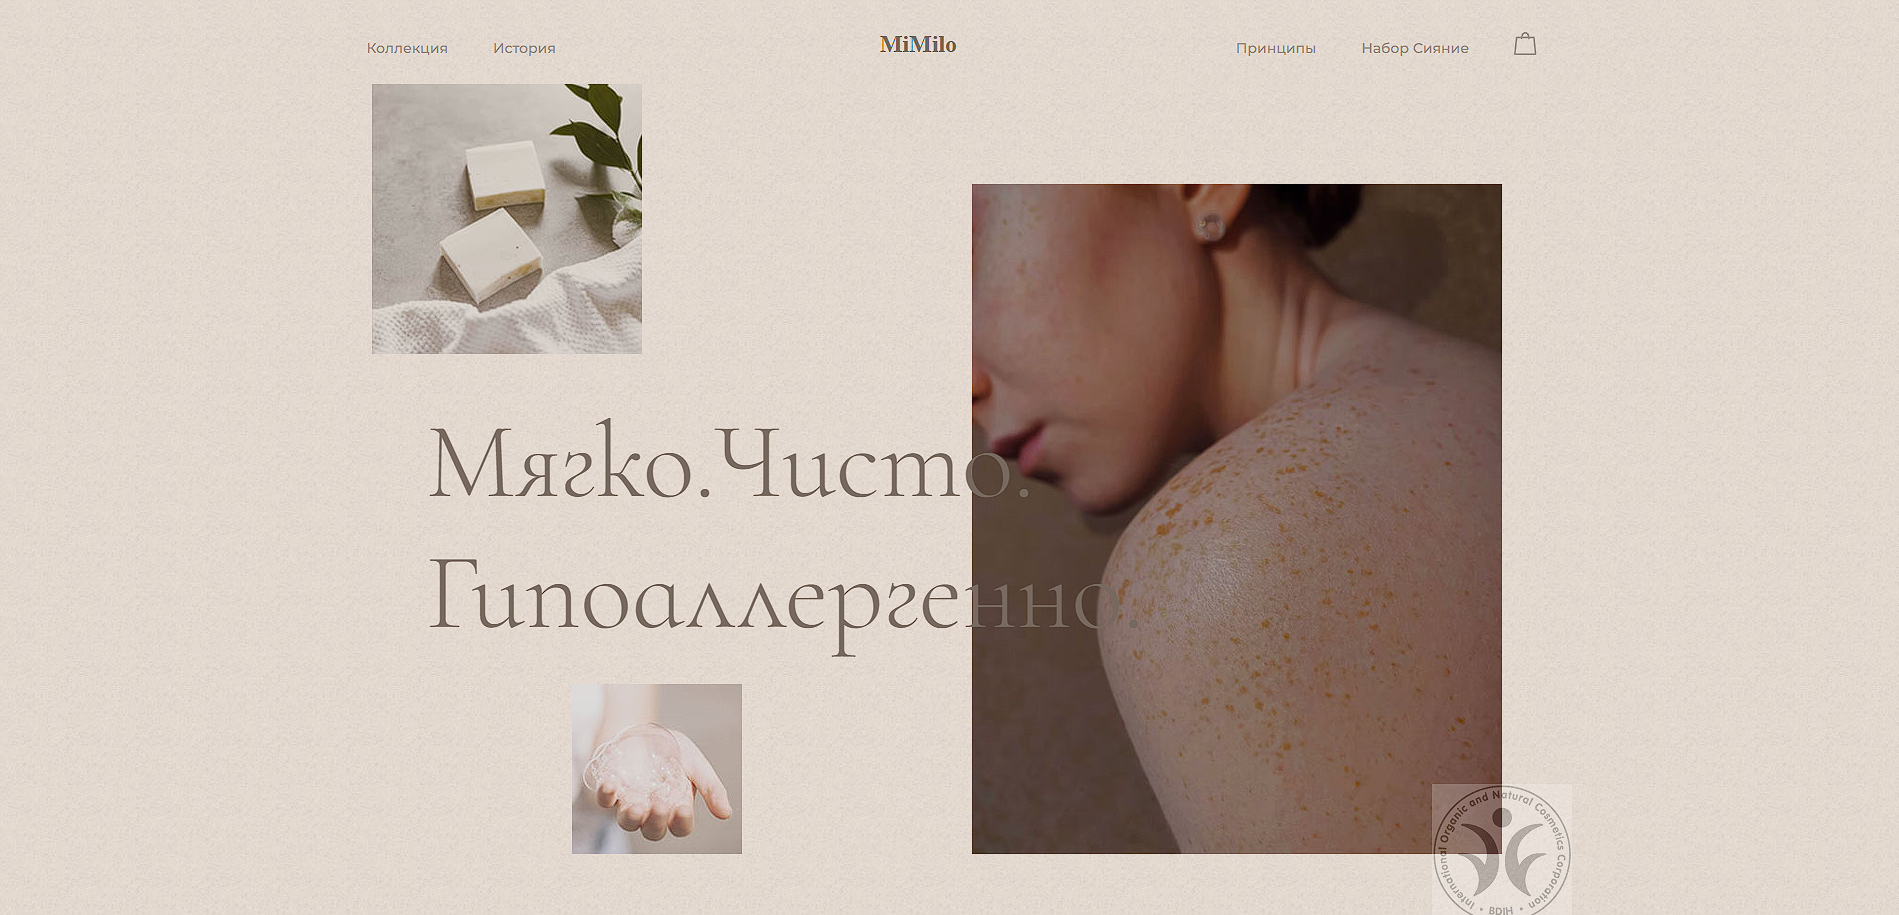 Коллекция
История
MiMilo
Принципы
Набор Сияние
Мягко.Чисто.
Гипоаллергенно.
International Organic and Natural Cosmetics Corporation
• BDIH •